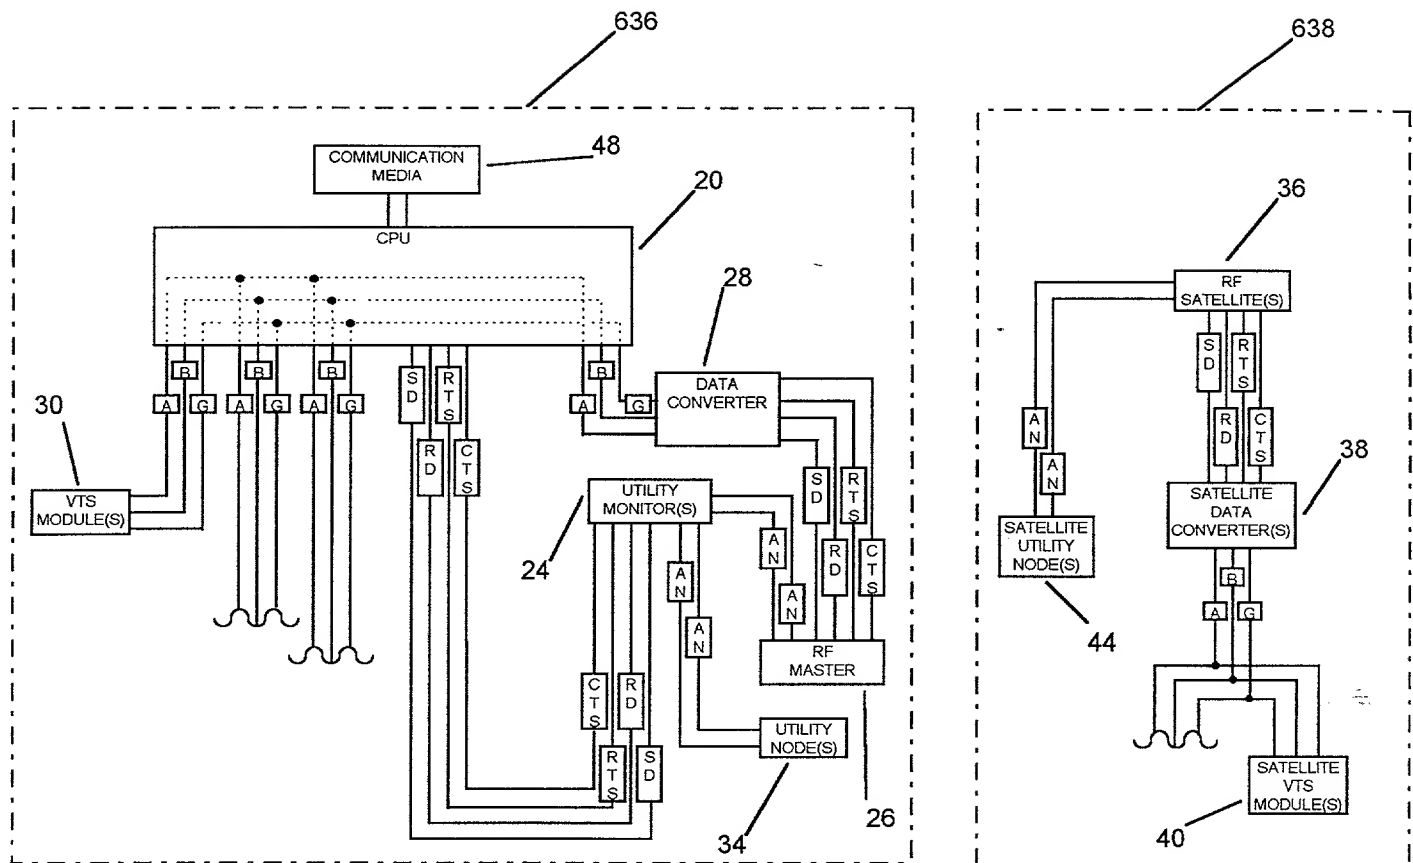 636
638
COMMUNICATION
MEDIA
48
20
CPU
36
RF
SATELLITE(S)
28
DATA
CONVERTER
B
B
B
B
A
G
A
G
A
G
A
G
SD
RTS
RD
CTS
30
VTS
MODULE(S)
UTILITY
MONITOR(S)
24
SD
RTS
RD
CTS
AN
AN
AN
AN
RF
MASTER
26
CTS
RD
RTS
SD
UTILITY
NODE(S)
34
SD
RTS
RD
CTS
AN
AN
38
SATELLITE
DATA
CONVERTER(S)
SATELLITE
UTILITY
NODE(S)
44
B
A
G
SATELLITE
VTS
MODULE(S)
40